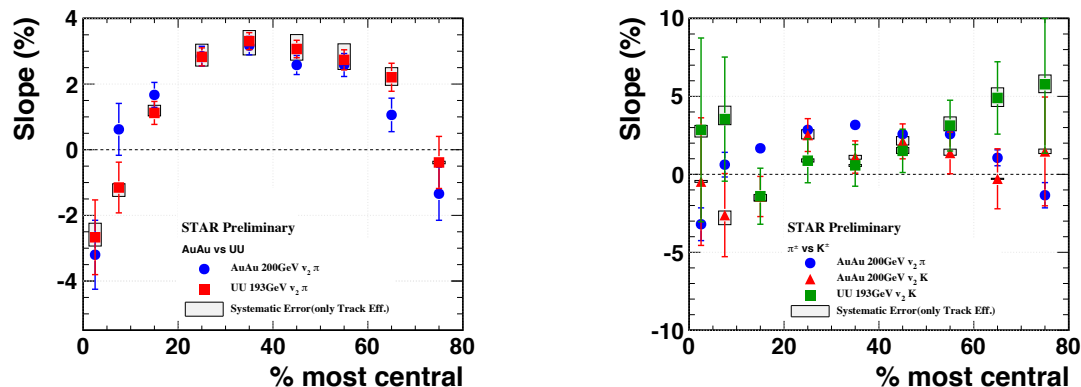 Slope (%)
4
2
0
-2
-4
STAR Preliminary
AuAu vs UU
AuAu 200GeV v2 π
UU 193GeV v2 π
Systematic Error(only Track Eff.)
0 20 40 60 80
% most central
Slope (%)
10
5
0
-5
-10
STAR Preliminary
π± vs K±
AuAu 200GeV v2 π
AuAu 200GeV v2 K
UU 193GeV v2 K
Systematic Error(only Track Eff.)
0 20 40 60 80
% most central